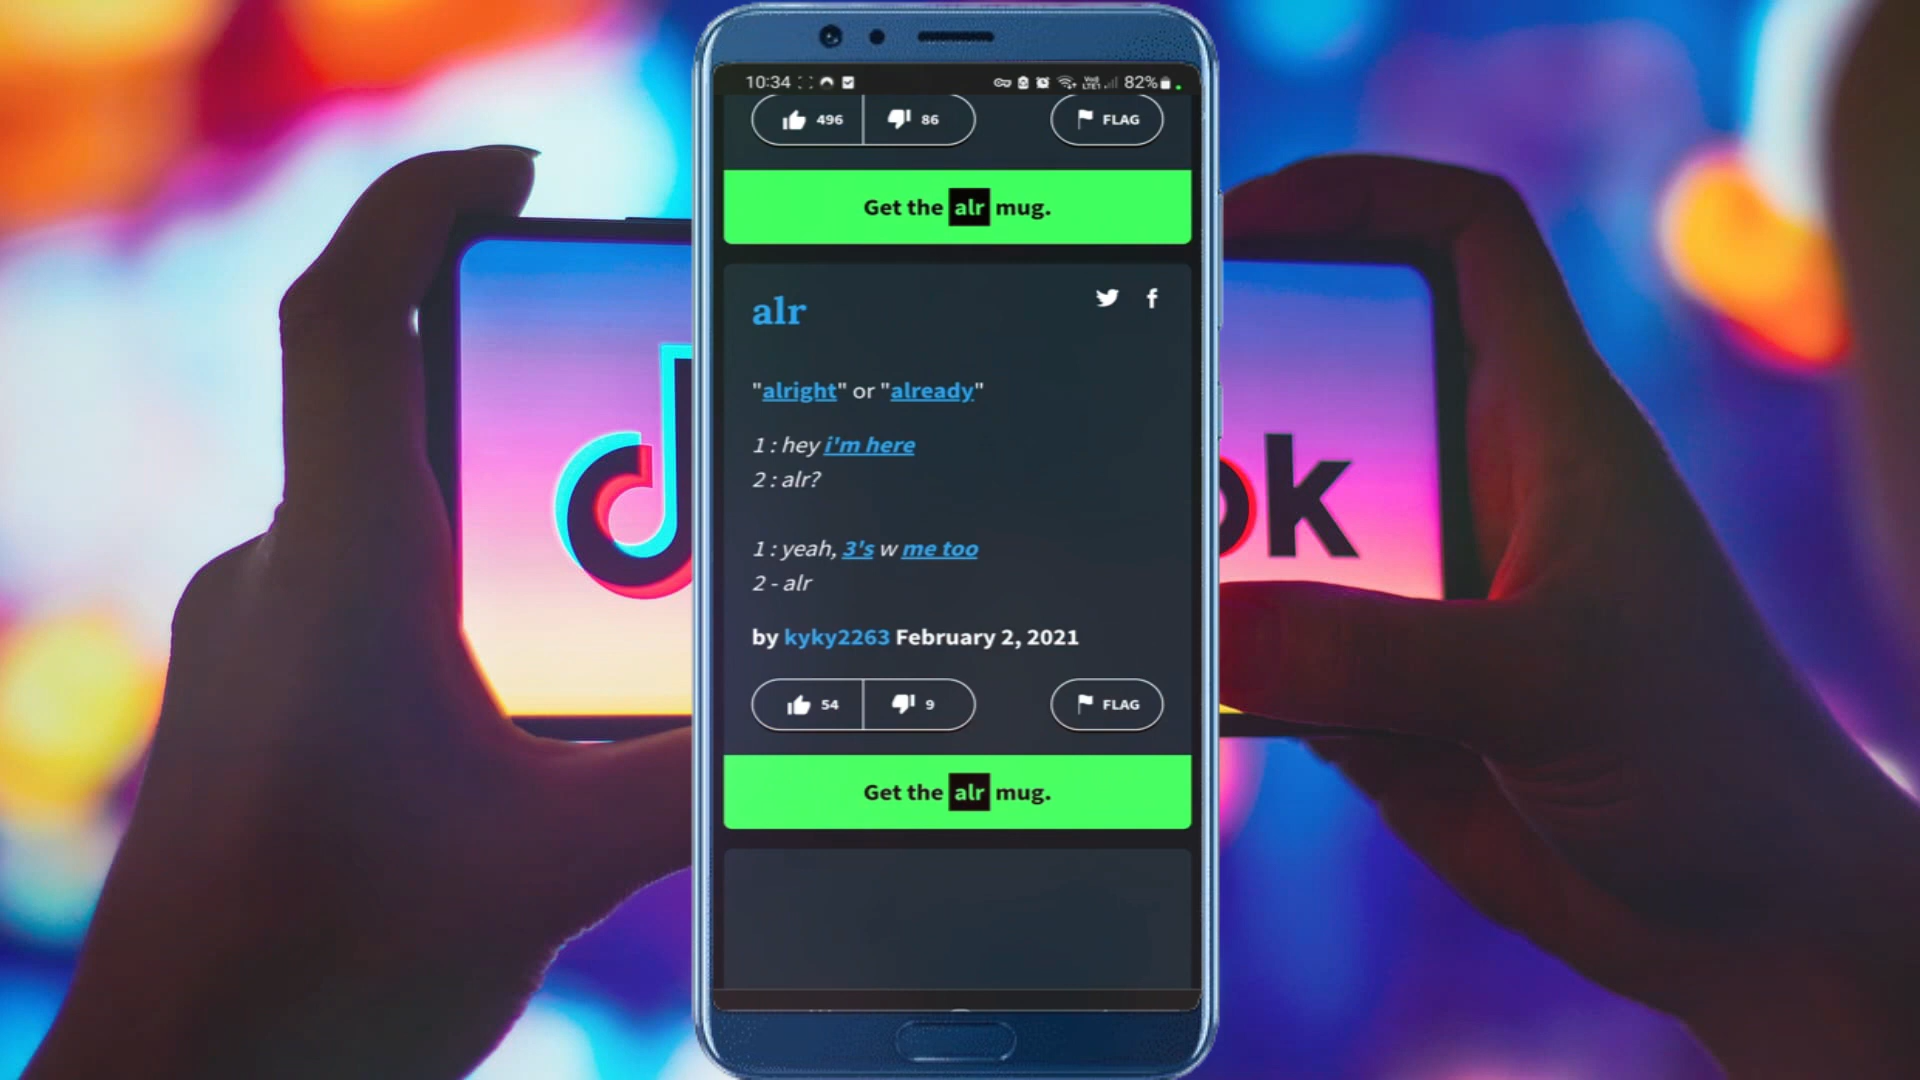 10:34
82%
496 86 FLAG
Get the alr mug.
alr
"alright" or "already"
1 : hey i'm here
2 : alr?
1 : yeah, 3's w me too
2 - alr
by kyky2263 February 2, 2021
54 9 FLAG
Get the alr mug.
k